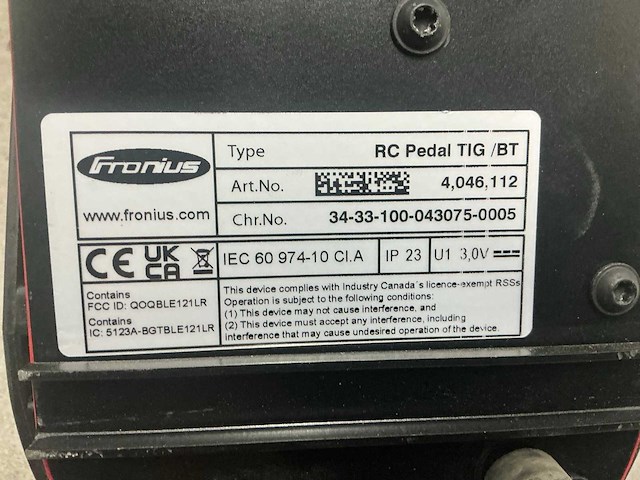 Fronius
www.fronius.com
Type RC Pedal TIG /BT
Art.No. 4,046,112
Chr.No. 34-33-100-043075-0005
CE UK CA IEC 60 974-10 Cl.A IP 23 U1 3,0V
Contains
FCC ID: QOQBLE121LR
Contains
IC: 5123A-BGTBLE121LR
This device complies with Industry Canada´s licence-exempt RSSs
Operation is subject to the following conditions:
(1) This device may not cause interference, and
(2) This device must accept any interference, including
interference that may cause undesired operation of the device.